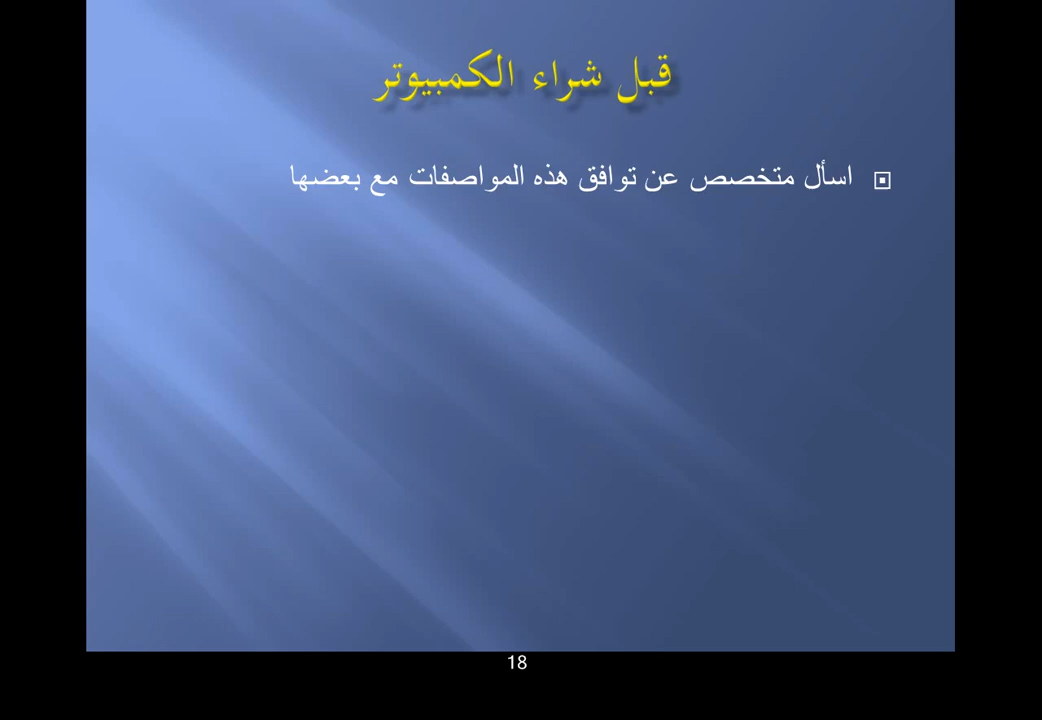 قبل شراء الكمبيوتر
اسأل متخصص عن توافق هذه المواصفات مع بعضها
18